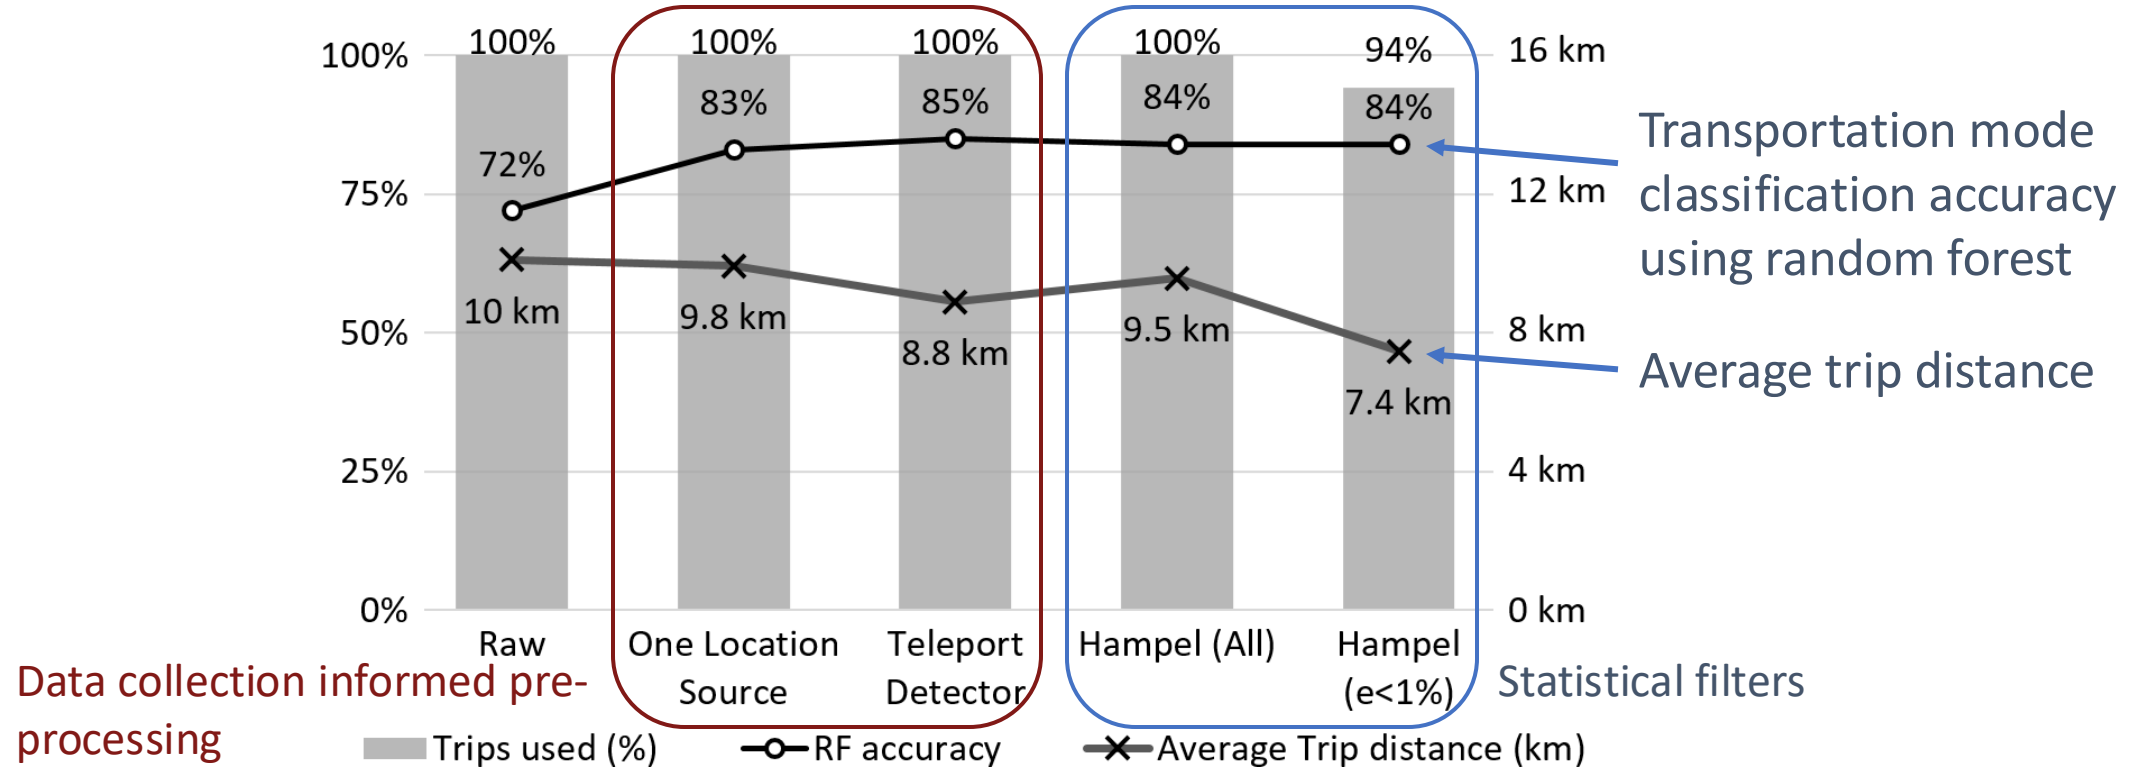 100%
100%
100%
100%
94%
100%
16 km
83%
85%
84%
84%
72%
75%
12 km
Transportation mode
classification accuracy
using random forest
10 km
9.8 km
8.8 km
9.5 km
7.4 km
50%
8 km
Average trip distance
25%
4 km
0%
0 km
Raw
One Location
Source
Teleport
Detector
Hampel (All)
Hampel
(e<1%)
Data collection informed pre-
processing
Statistical filters
Trips used (%)
RF accuracy
Average Trip distance (km)